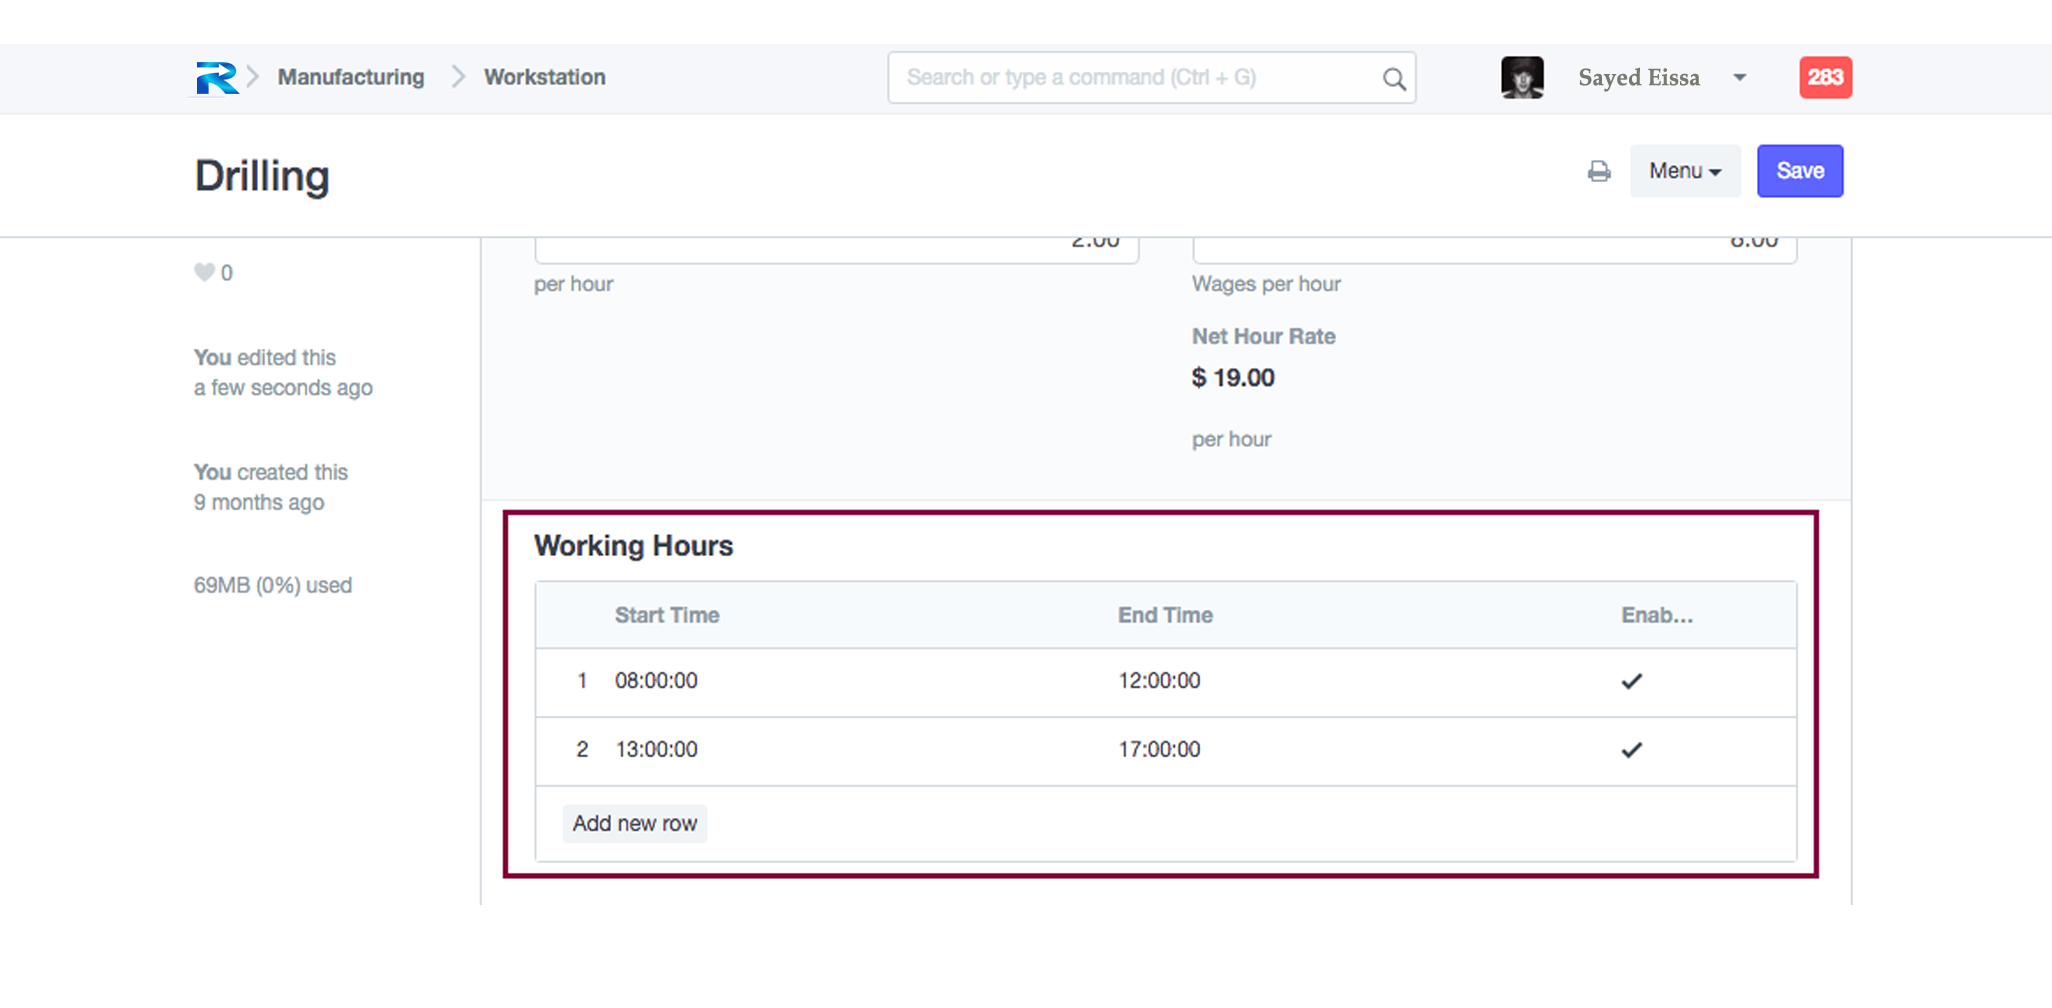 Manufacturing Workstation Search or type a command (Ctrl + G) Sayed Eissa 283
Drilling Menu Save
2.00
0
per hour Wages per hour
Net Hour Rate
You edited this
a few seconds ago $ 19.00
per hour
You created this
9 months ago
Working Hours
69MB (0%) used
Start Time End Time Enab...
1 08:00:00 12:00:00
2 13:00:00 17:00:00
Add new row